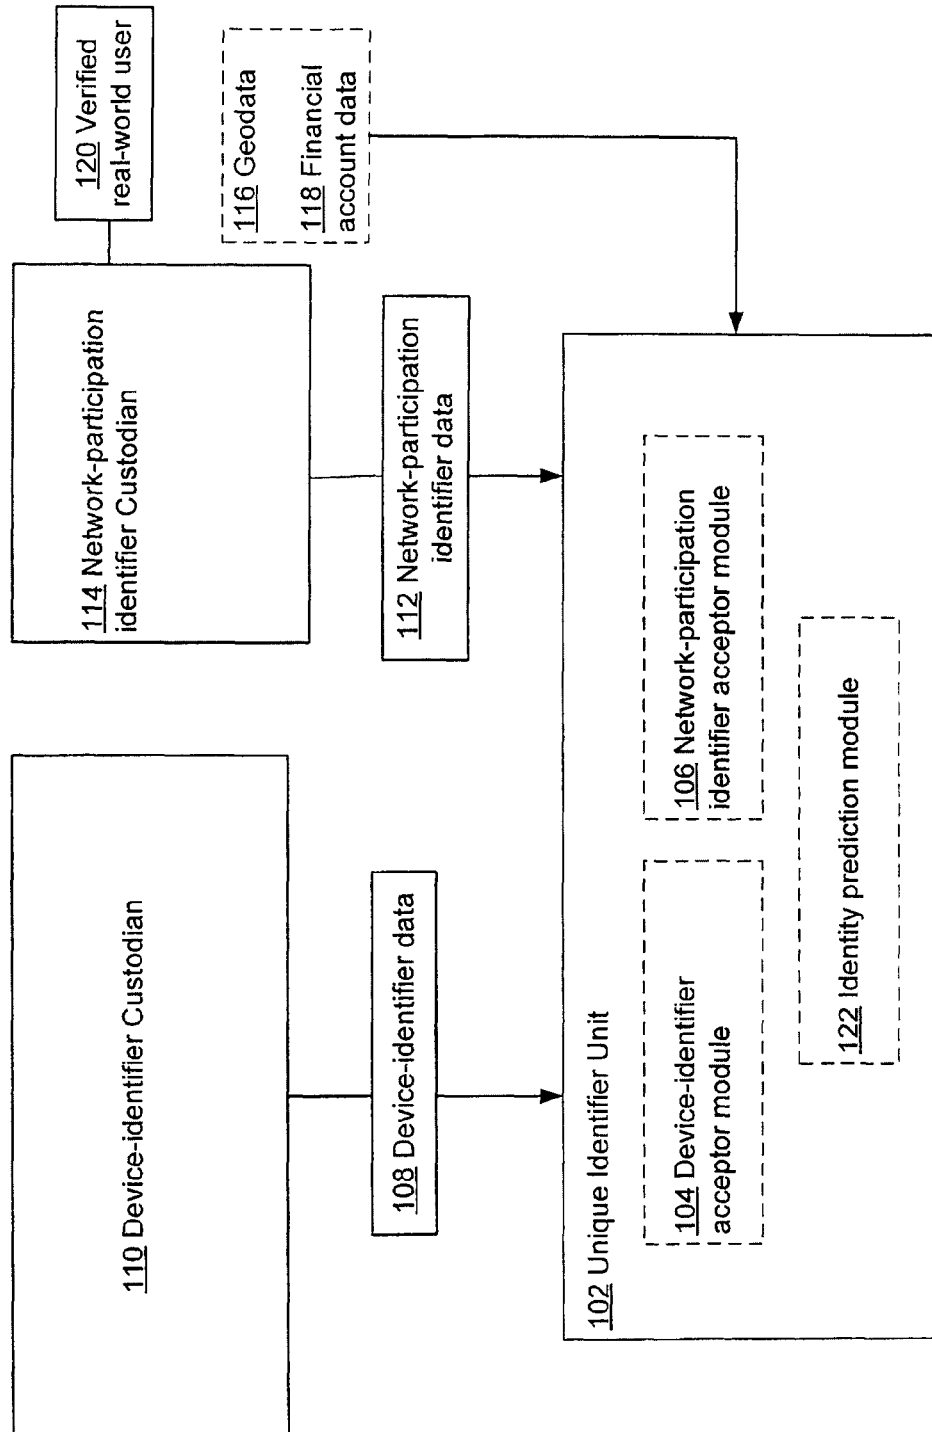 110 Device-identifier Custodian
114 Network-participation
identifier Custodian
120 Verified
real-world user
108 Device-identifier data
112 Network-participation
identifier data
116 Geodata
118 Financial
account data
102 Unique Identifier Unit
104 Device-identifier
acceptor module
106 Network-participation
identifier acceptor module
122 Identity prediction module